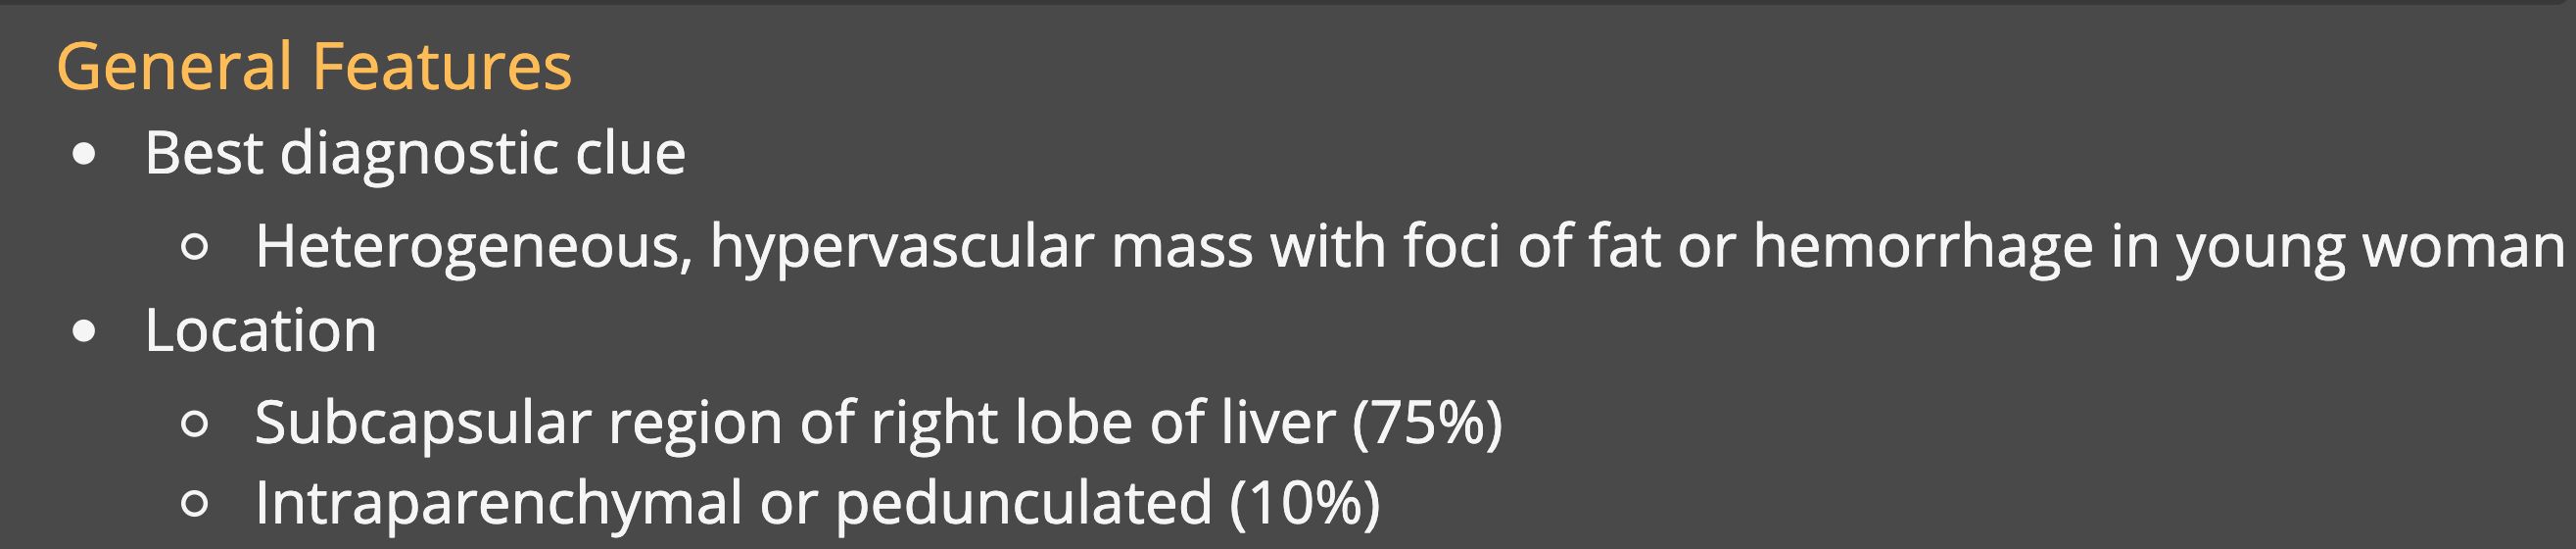 General Features
• Best diagnostic clue
○ Heterogeneous, hypervascular mass with foci of fat or hemorrhage in young woman
• Location
○ Subcapsular region of right lobe of liver (75%)
○ Intraparenchymal or pedunculated (10%)